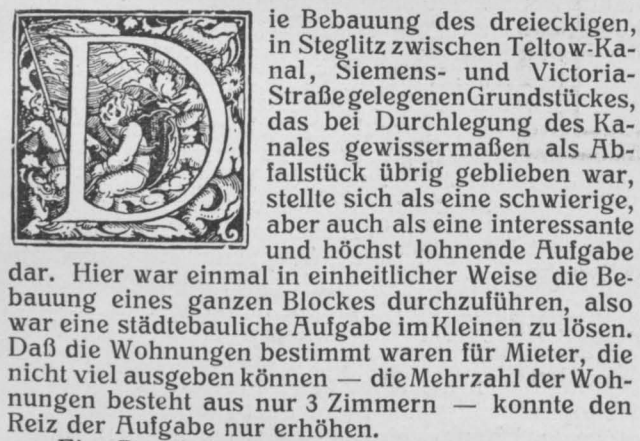 Die Bebauung des dreieckigen,
in Steglitz zwischen Teltow-Ka-
nal, Siemens- und Victoria-
Straße gelegenen Grundstückes,
das bei Durchlegung des Ka-
nales gewissermaßen als Ab-
fallstück übrig geblieben war,
stellte sich als eine schwierige,
aber auch als eine interessante
und höchst lohnende Aufgabe
dar. Hier war einmal in einheitlicher Weise die Be-
bauung eines ganzen Blockes durchzuführen, also
war eine städtebauliche Aufgabe im Kleinen zu lösen.
Daß die Wohnungen bestimmt waren für Mieter, die
nicht viel ausgeben können — die Mehrzahl der Woh-
nungen besteht aus nur 3 Zimmern — konnte den
Reiz der Aufgabe nur erhöhen.